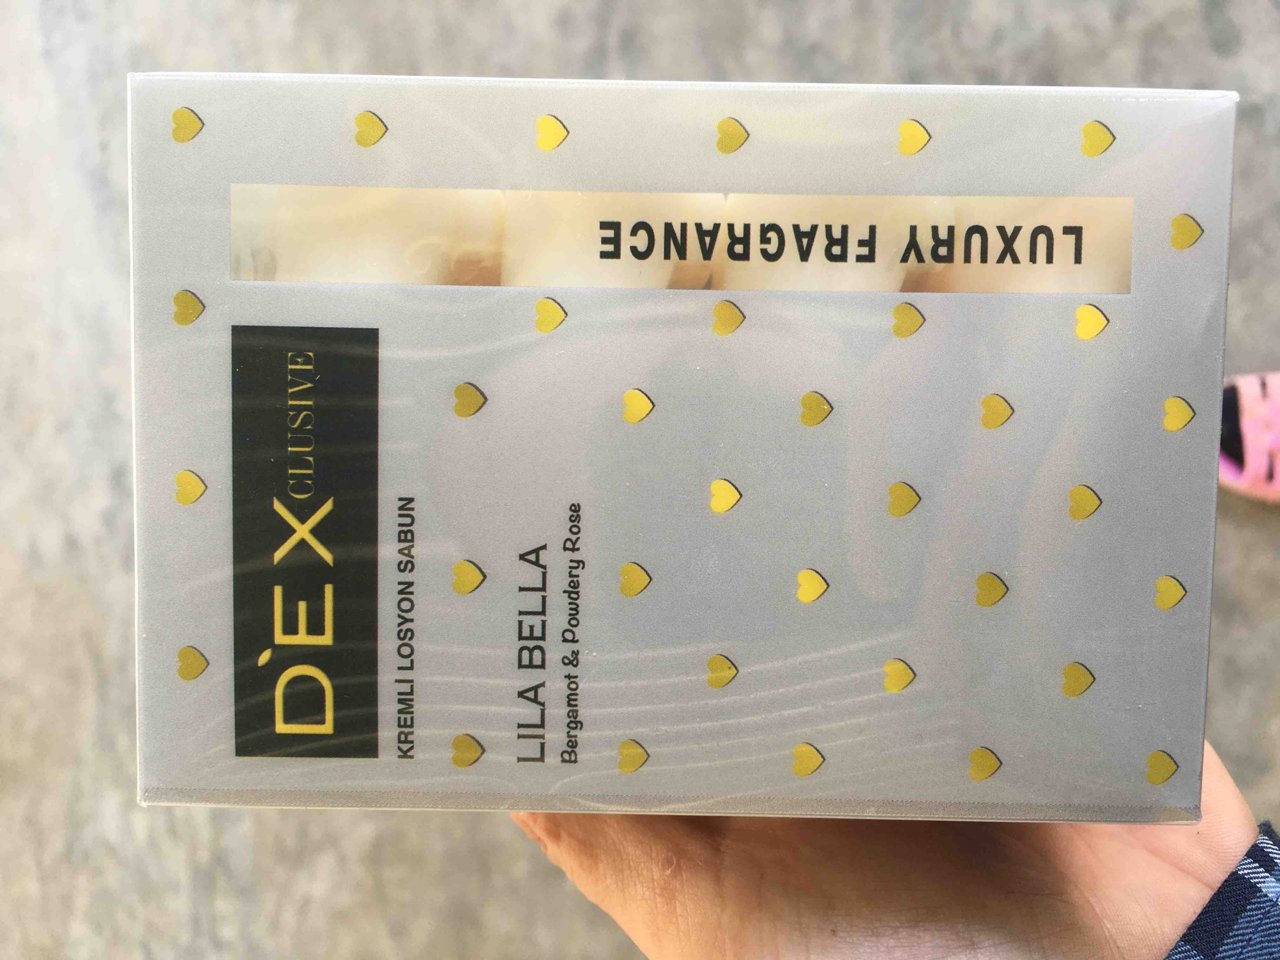 D'EXCLUSIVE
KREMLİ LOSYON SABUN
LILA BELLA
Bergamot & Powdery Rose
LUXURY FRAGRANCE